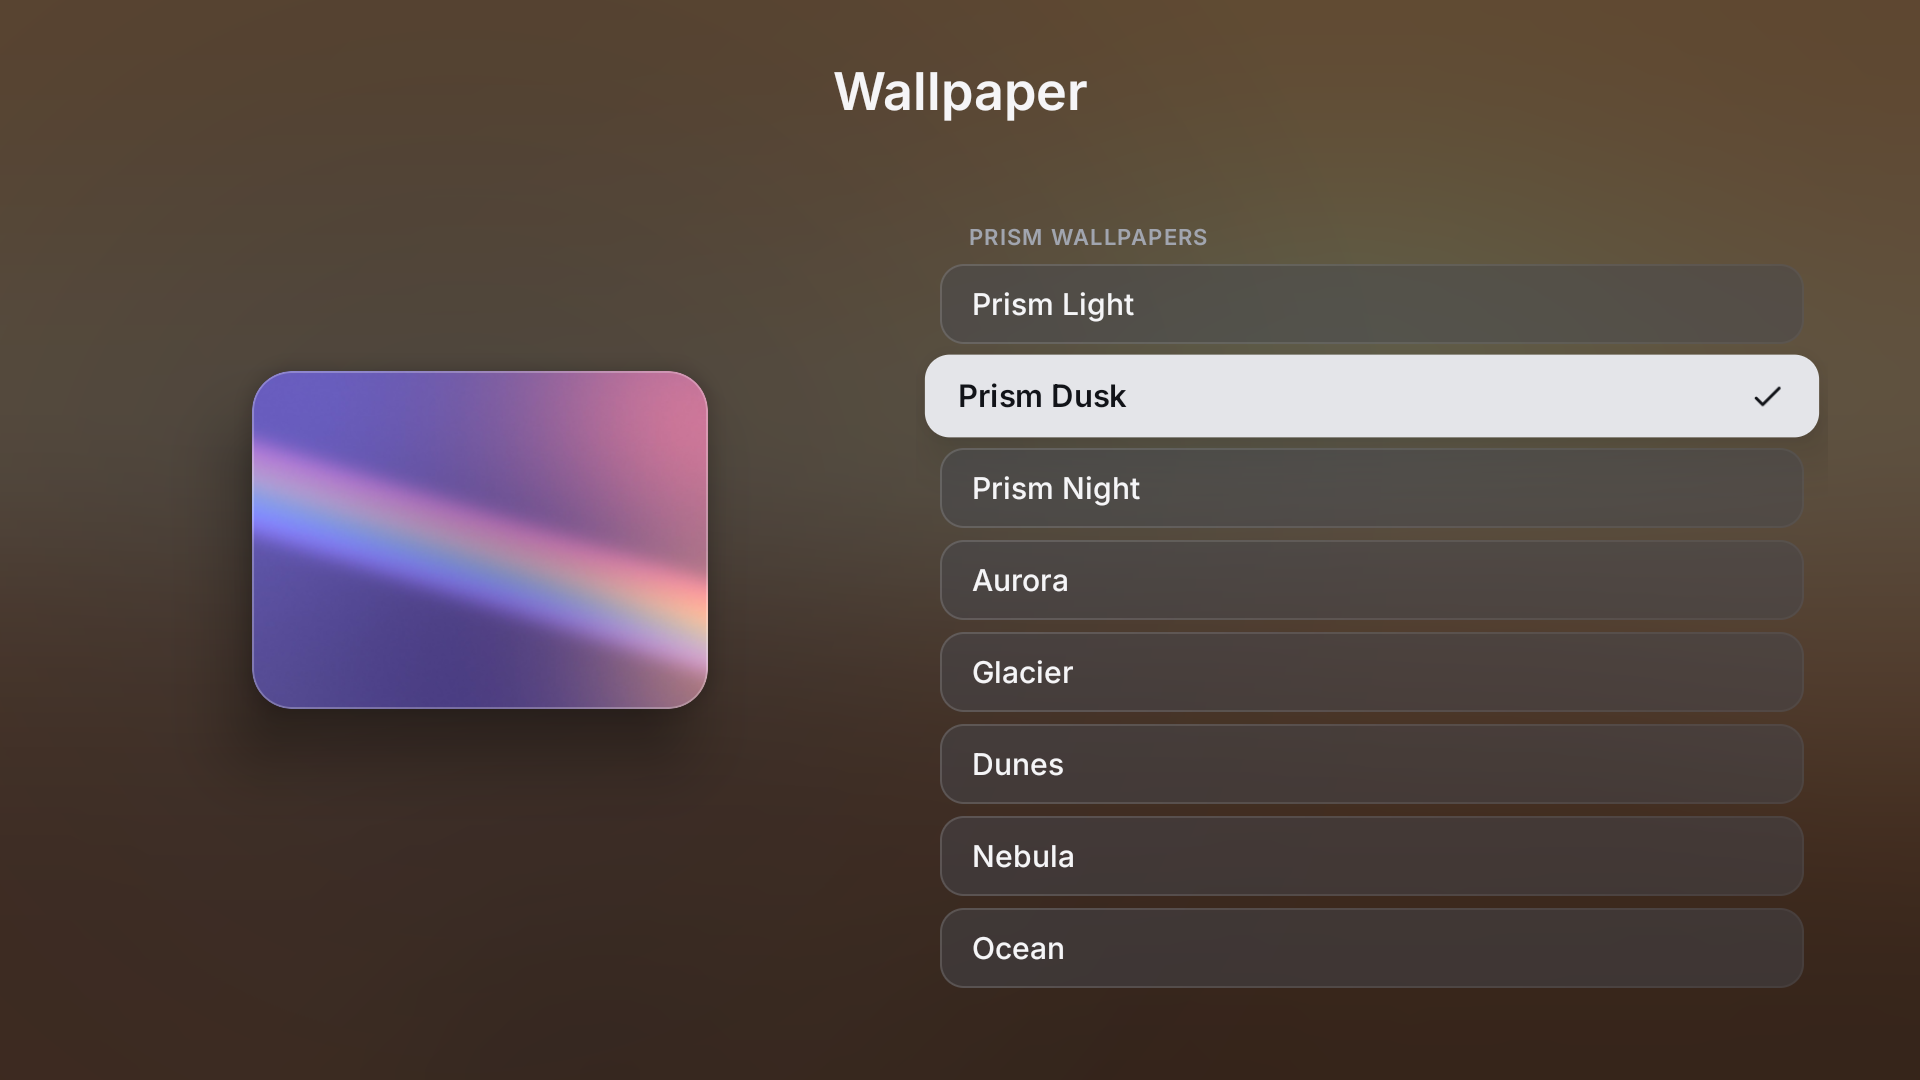 Wallpaper
PRISM WALLPAPERS
Prism Light
Prism Dusk
Prism Night
Aurora
Glacier
Dunes
Nebula
Ocean